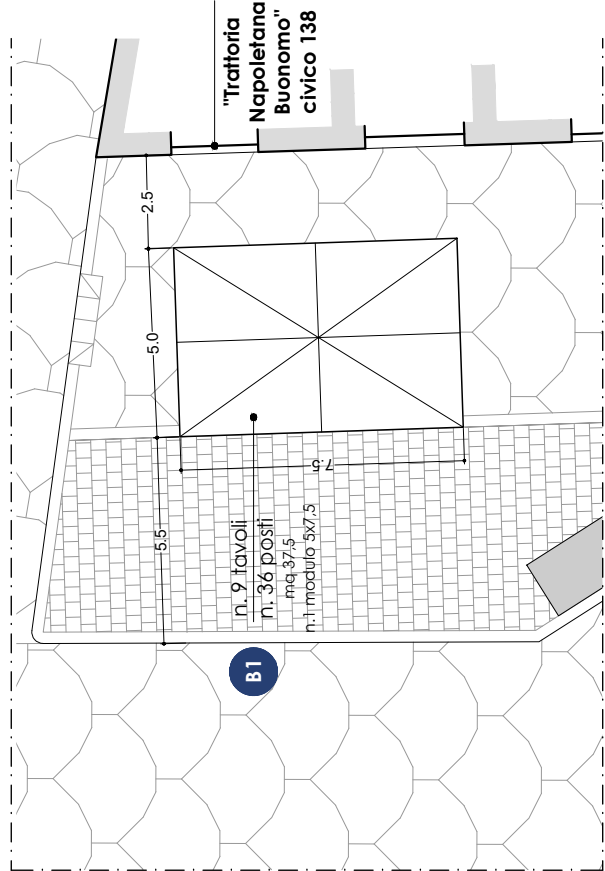 "Trattoria
Napoletana
Buonomo"
civico 138
2.5
5.0
5.5
7.5
n. 9 tavoli
n. 36 posti
mq 37,5
n.1 modulo 5x7,5
B1